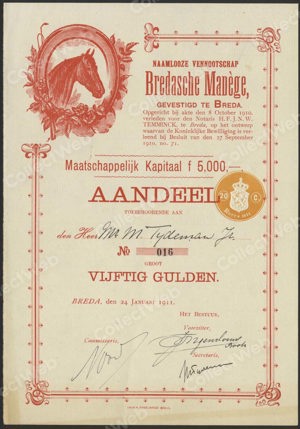 NAAMLOOZE VENNOOTSCHAP
Bredasche Manège,
GEVESTIGD TE BREDA.
Opgericht bij akte den 8 October 1910,
verleden voor den Notaris H. F. J. N. W.
TEMMINCK, te Breda, op het ontwerp
waarvan de Koninklijke Bewilliging is ver-
leend bij Besluit van den 27 September
1910, no. 71.
Maatschappelijk Kapitaal f 5.000,—
AANDEEL
TOEBEHOORENDE AAN
den Heer Mr M Tydeman Jr
No 016
GROOT
VIJFTIG GULDEN.
BREDA, den 24 JANUARI 1911.
HET BESTUUR,
Commissaris, Voorzitter,
Secretaris,